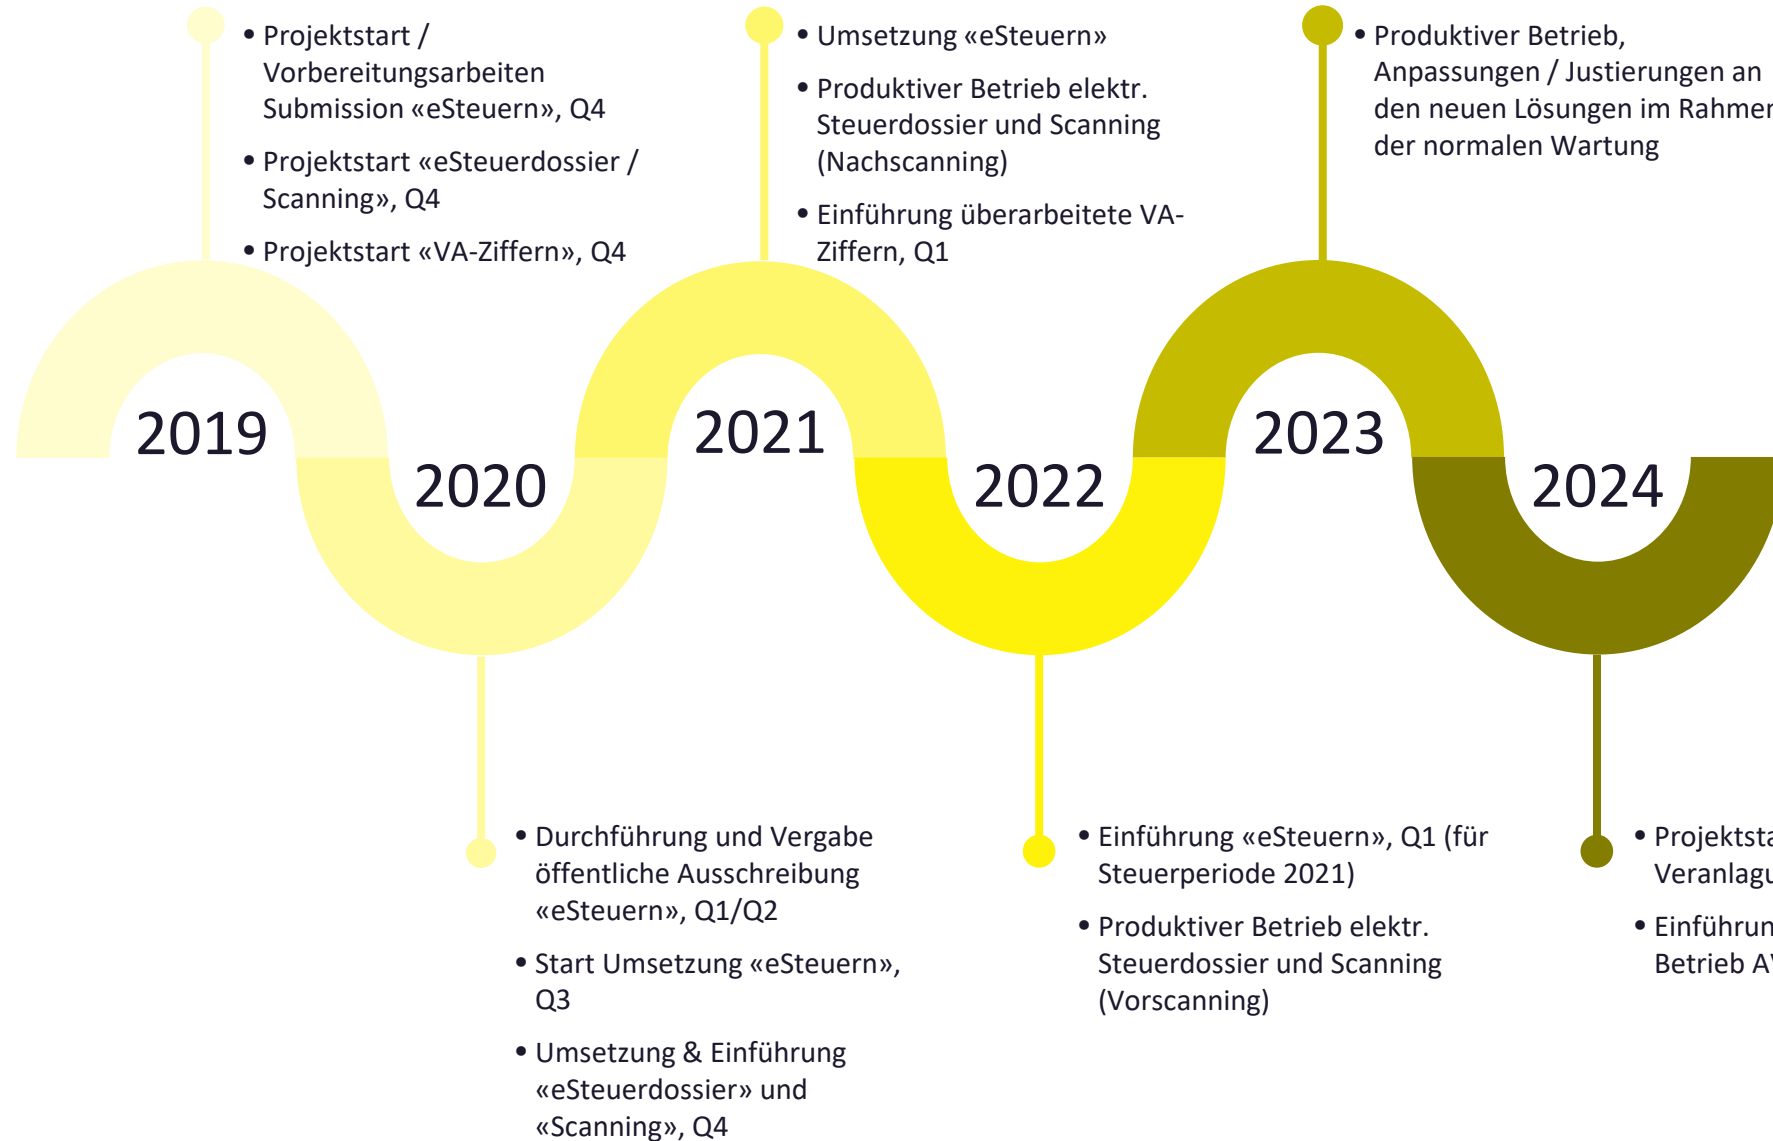 • Projektstart /
Vorbereitungsarbeiten
Submission «eSteuern», Q4
• Projektstart «eSteuerdossier /
Scanning», Q4
• Projektstart «VA-Ziffern», Q4
• Umsetzung «eSteuern»
• Produktiver Betrieb elektr.
Steuerdossier und Scanning
(Nachscanning)
• Einführung überarbeitete VA-
Ziffern, Q1
• Produktiver Betrieb,
Anpassungen / Justierungen an
den neuen Lösungen im Rahmen
der normalen Wartung
2019
2020
2021
2022
2023
2024
• Durchführung und Vergabe
öffentliche Ausschreibung
«eSteuern», Q1/Q2
• Start Umsetzung «eSteuern»,
Q3
• Umsetzung & Einführung
«eSteuerdossier» und
«Scanning», Q4
• Einführung «eSteuern», Q1 (für
Steuerperiode 2021)
• Produktiver Betrieb elektr.
Steuerdossier und Scanning
(Vorscanning)
•
•
Betrieb